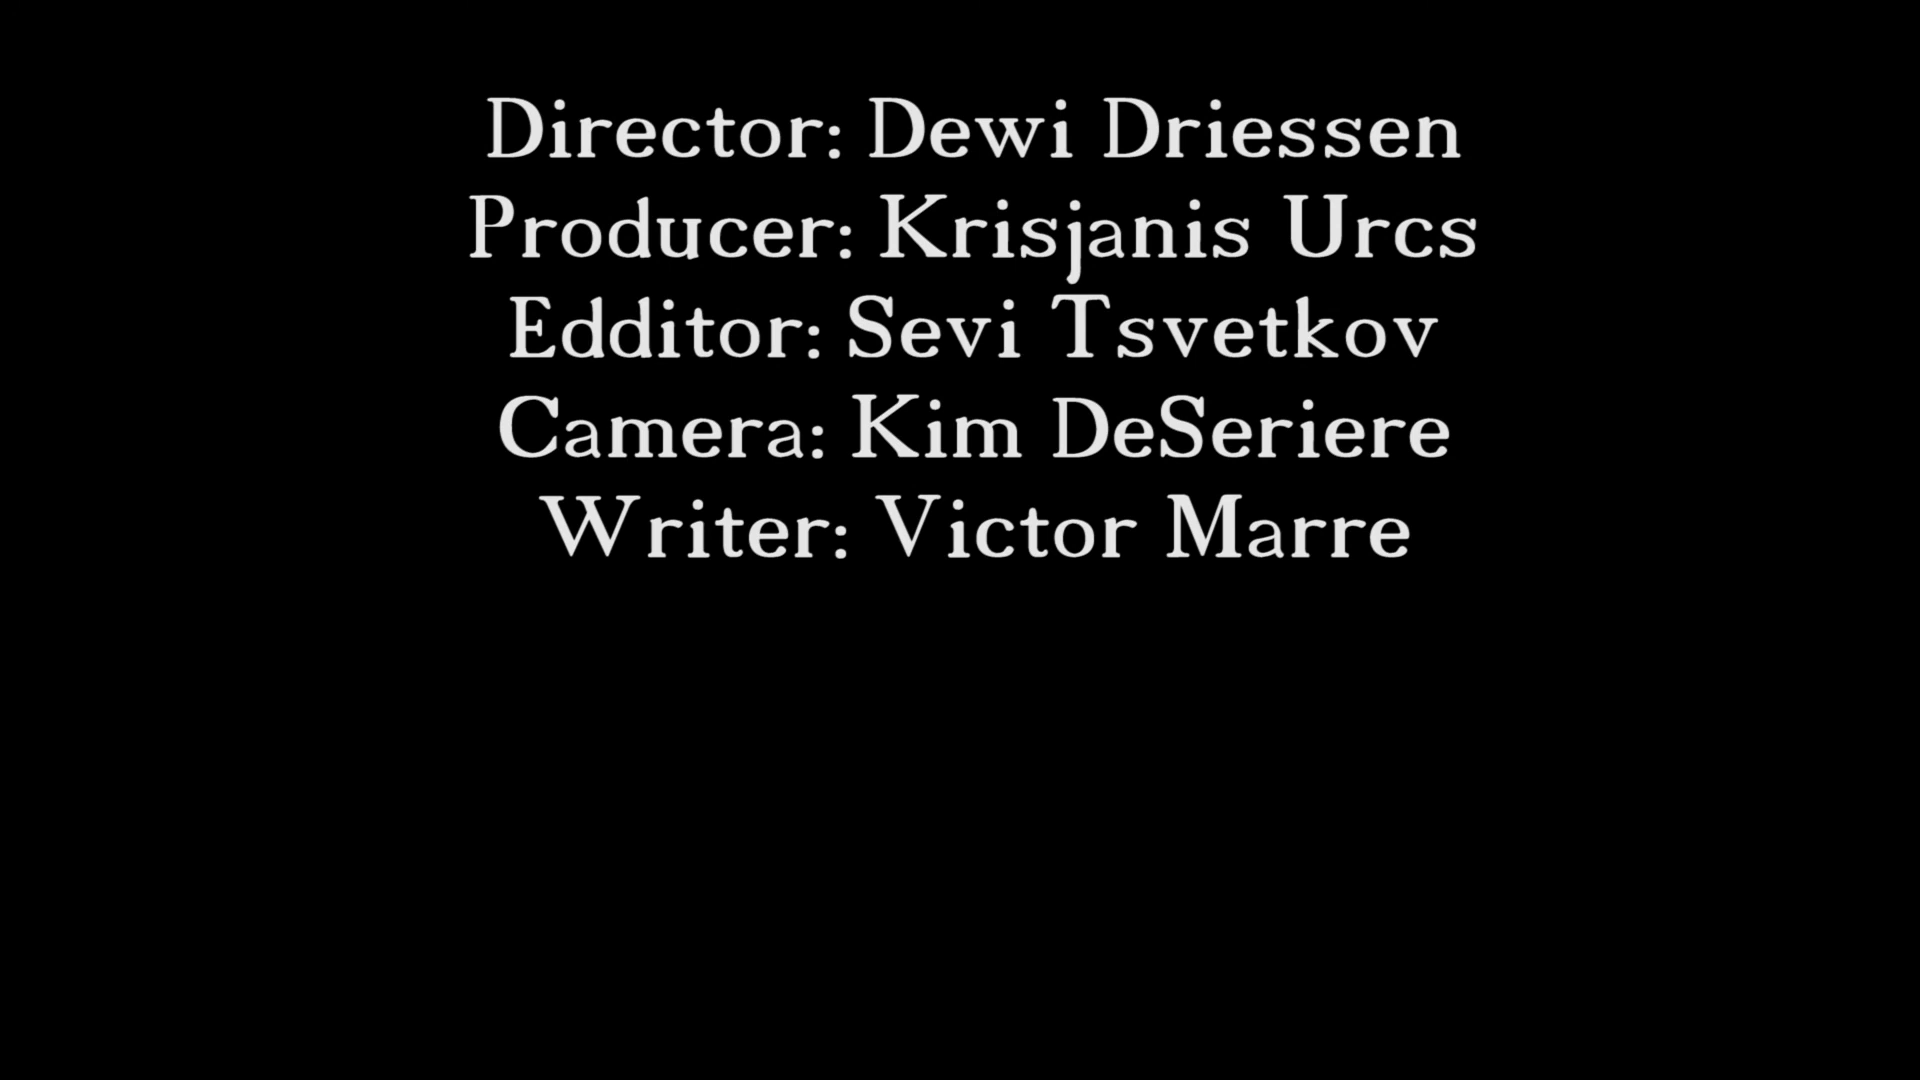 Director: Dewi Driessen
Producer: Krisjanis Urcs
Edditor: Sevi Tsvetkov
Camera: Kim DeSeriere
Writer: Victor Marre